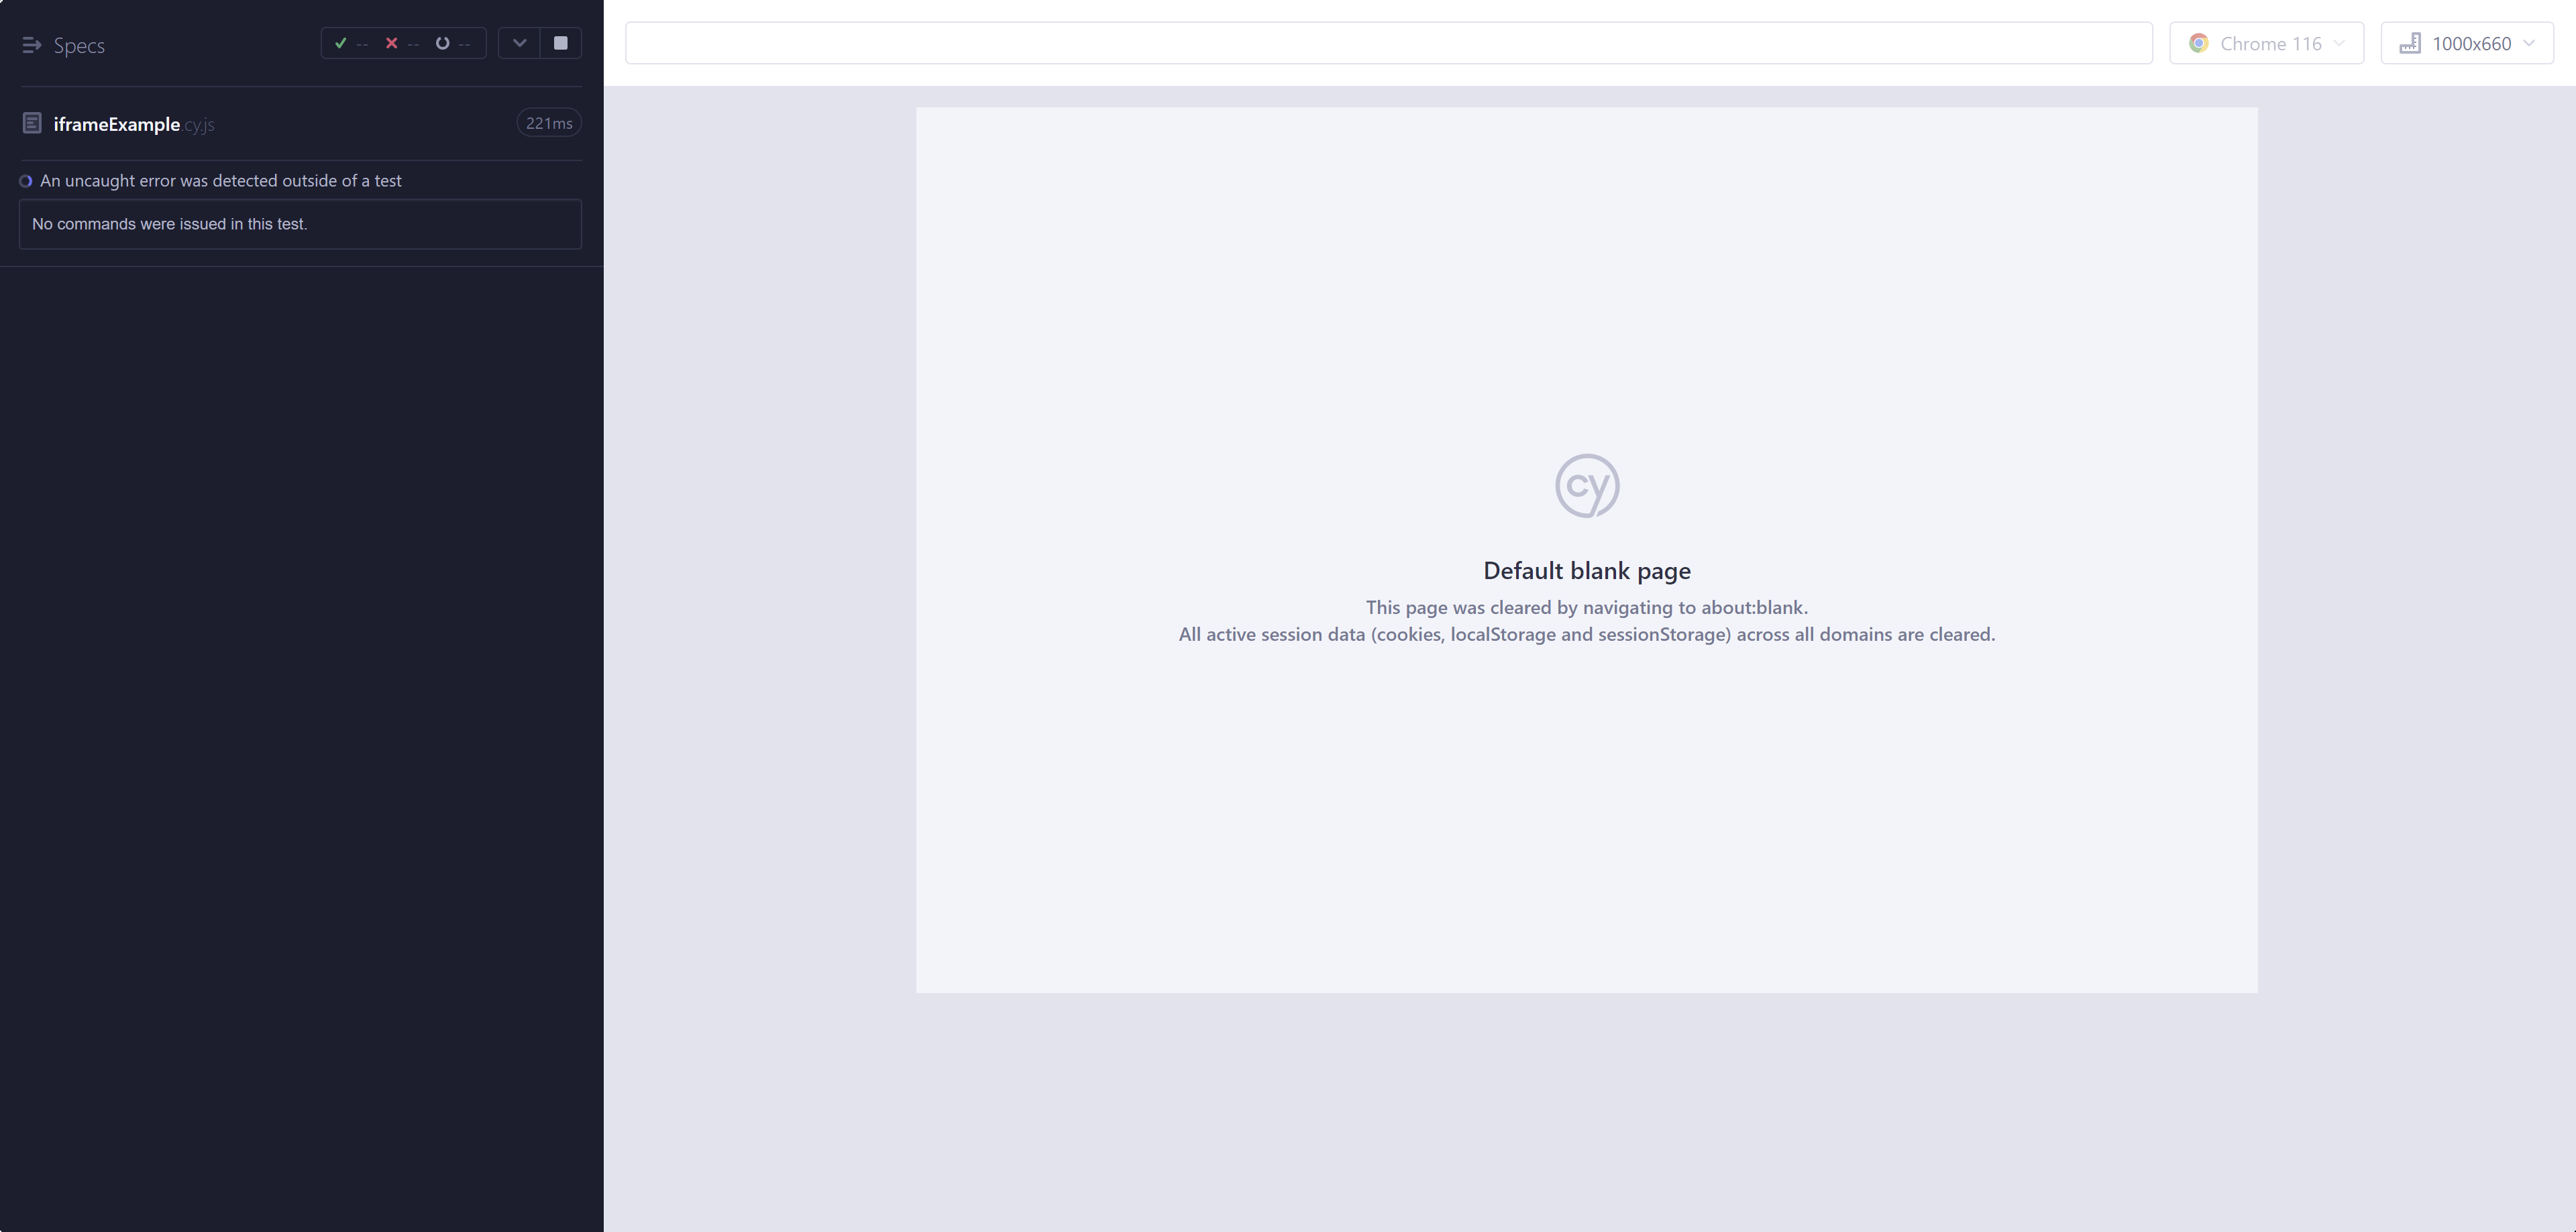 Specs
-- -- --
iframeExample.cy.js
221ms
An uncaught error was detected outside of a test
No commands were issued in this test.
Chrome 116
1000x660
cy
Default blank page
This page was cleared by navigating to about:blank.
All active session data (cookies, localStorage and sessionStorage) across all domains are cleared.